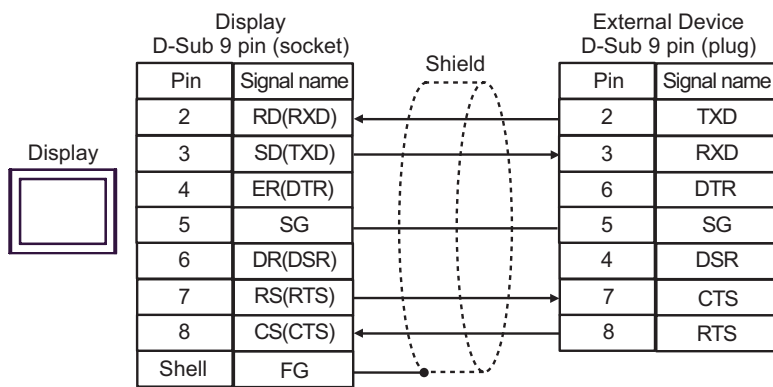 Display
D-Sub 9 pin (socket)
External Device
D-Sub 9 pin (plug)
Shield
Display
Pin Signal name
2 RD(RXD)
3 SD(TXD)
4 ER(DTR)
5 SG
6 DR(DSR)
7 RS(RTS)
8 CS(CTS)
Shell FG
Pin Signal name
2 TXD
3 RXD
6 DTR
5 SG
4 DSR
7 CTS
8 RTS